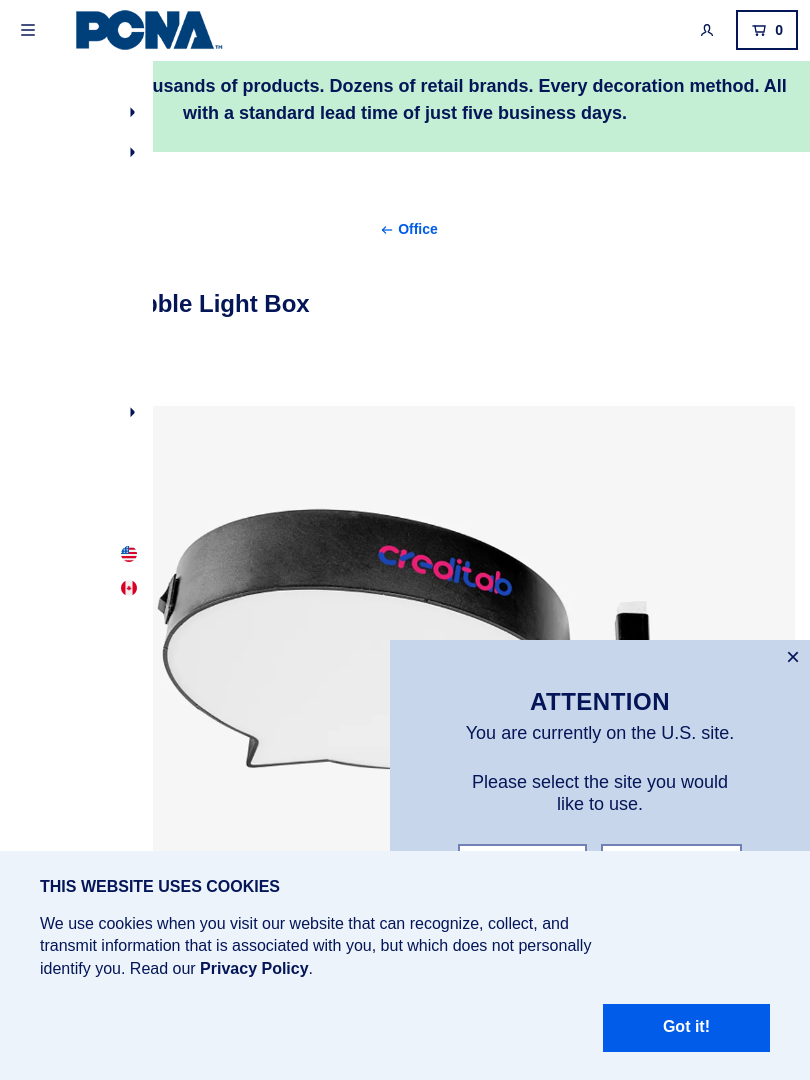 PCNA™
0
usands of products. Dozens of retail brands. Every decoration method. All
with a standard lead time of just five business days.
← Office
bble Light Box
creditab
×
ATTENTION
You are currently on the U.S. site.
Please select the site you would
like to use.
THIS WEBSITE USES COOKIES
We use cookies when you visit our website that can recognize, collect, and
transmit information that is associated with you, but which does not personally
identify you. Read our Privacy Policy.
Got it!